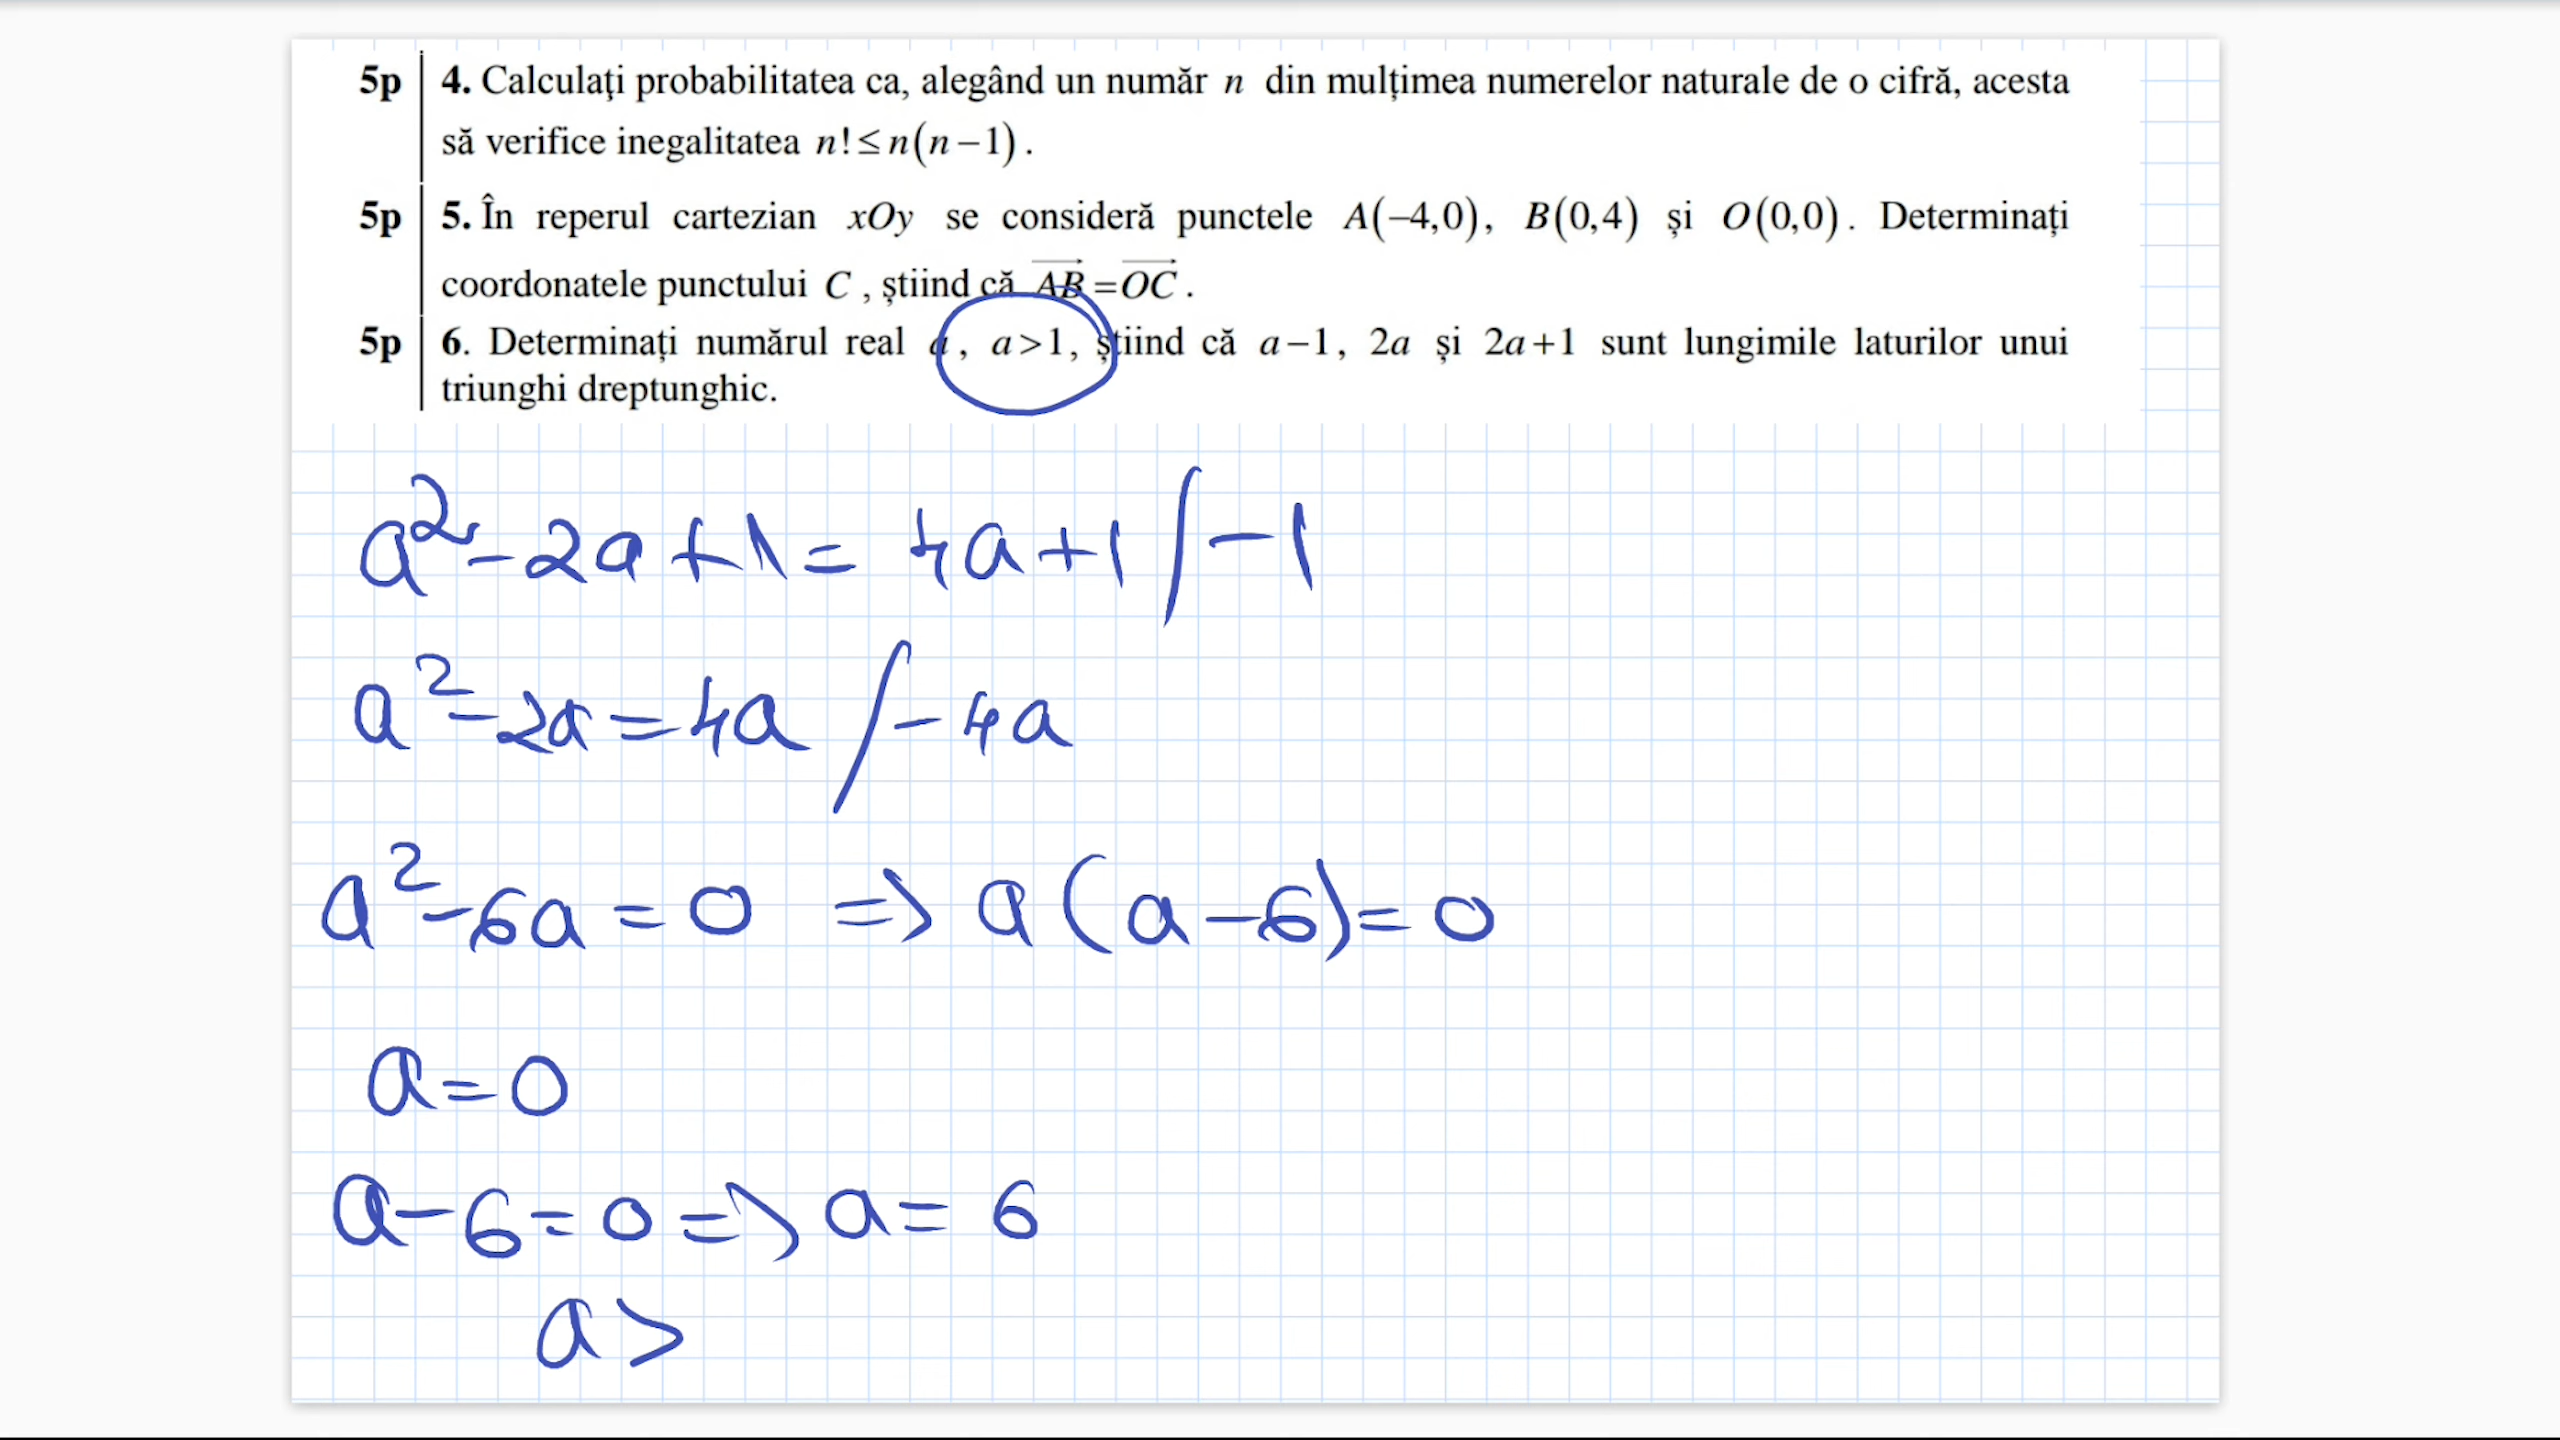 5p 4. Calculați probabilitatea ca, alegând un număr n din mulțimea numerelor naturale de o cifră, acesta
să verifice inegalitatea n! ≤ n(n−1).
5p 5. În reperul cartezian xOy se consideră punctele A(−4,0), B(0,4) și O(0,0). Determinați
coordonatele punctului C, știind că AB = OC.
5p 6. Determinați numărul real a, a>1, știind că a−1, 2a și 2a+1 sunt lungimile laturilor unui
triunghi dreptunghic.
a² − 2a + 1 = 4a + 1 / −1
a² − 2a = 4a / − 4a
a² − 6a = 0 => a(a − 6) = 0
a = 0
a − 6 = 0 => a = 6
a >